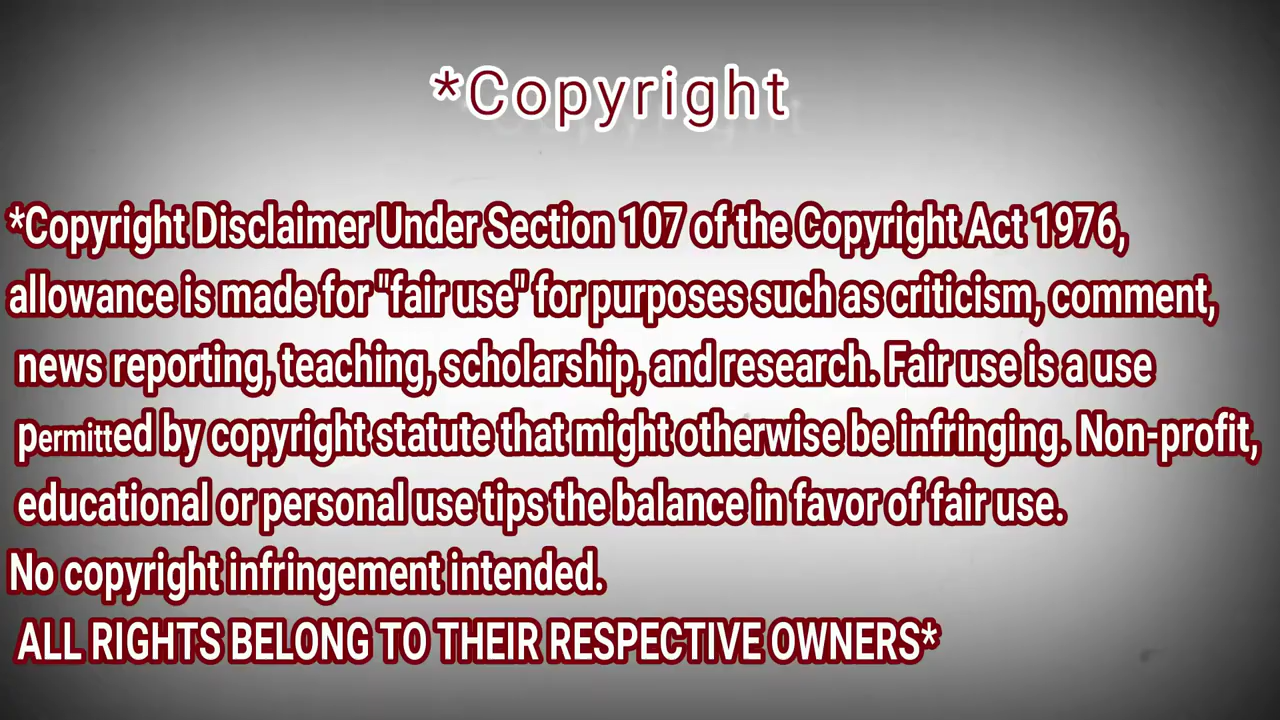 *Copyright
*Copyright Disclaimer Under Section 107 of the Copyright Act 1976,
allowance is made for "fair use" for purposes such as criticism, comment,
news reporting, teaching, scholarship, and research. Fair use is a use
permitted by copyright statute that might otherwise be infringing. Non-profit,
educational or personal use tips the balance in favor of fair use.
No copyright infringement intended.
ALL RIGHTS BELONG TO THEIR RESPECTIVE OWNERS*